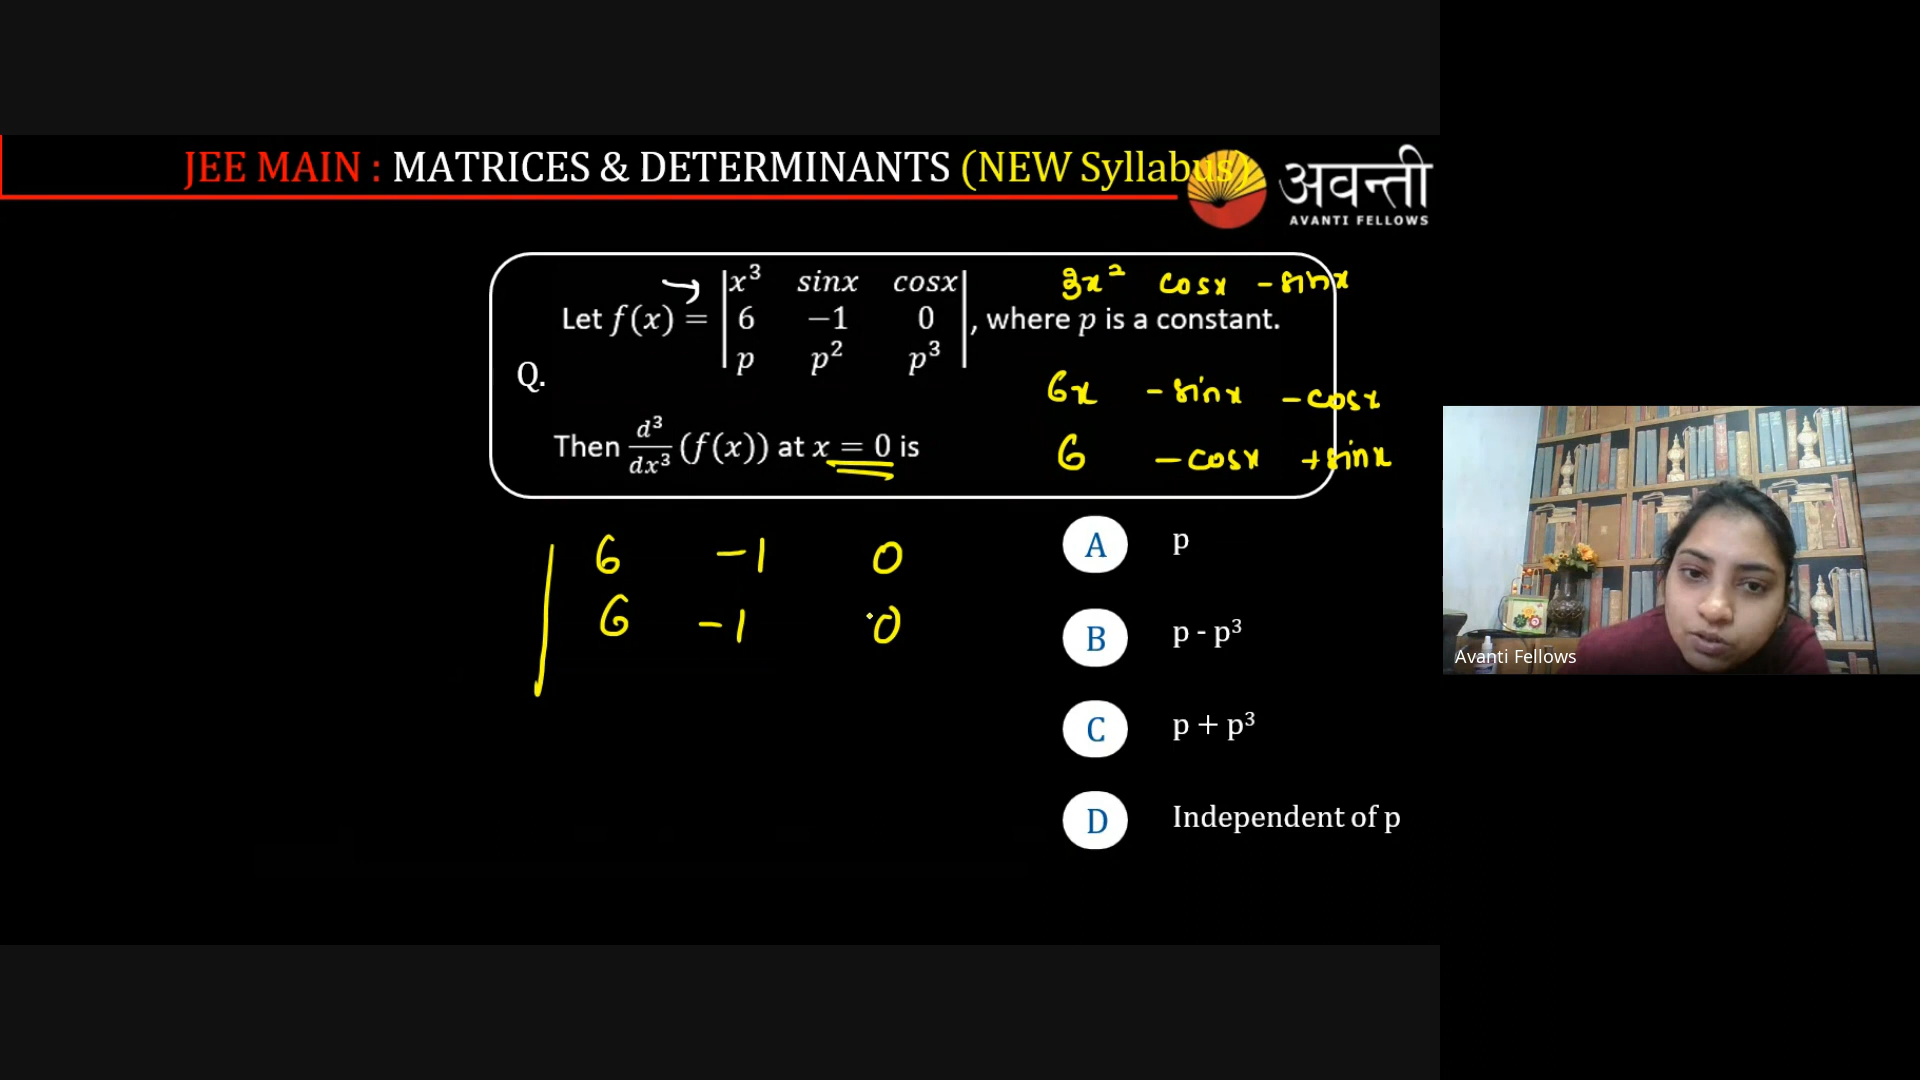 JEE MAIN : MATRICES & DETERMINANTS (NEW Syllabus)
अवन्ती
AVANTI FELLOWS
Let f(x) = |x³ sinx cosx|
|6 −1 0|
|p p² p³|
, where p is a constant.
3x² cosx -sinx
Q.
6x -sinx -cosx
Then d³/dx³ (f(x)) at x = 0 is
6 -cosx +sinx
6 -1 0
6 -1 0
A p
B p - p³
C p + p³
D Independent of p
Avanti Fellows